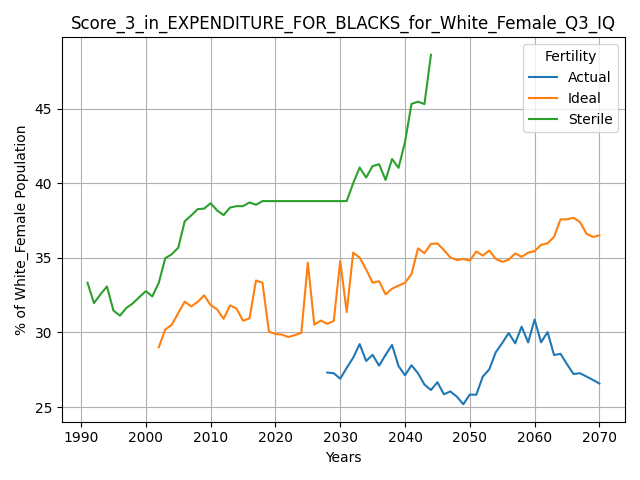 Score_3_in_EXPENDITURE_FOR_BLACKS_for_White_Female_Q3_IQ
Fertility
Actual
Ideal
Sterile
% of White_Female Population
45
40
35
30
25
1990 2000 2010 2020 2030 2040 2050 2060 2070
Years